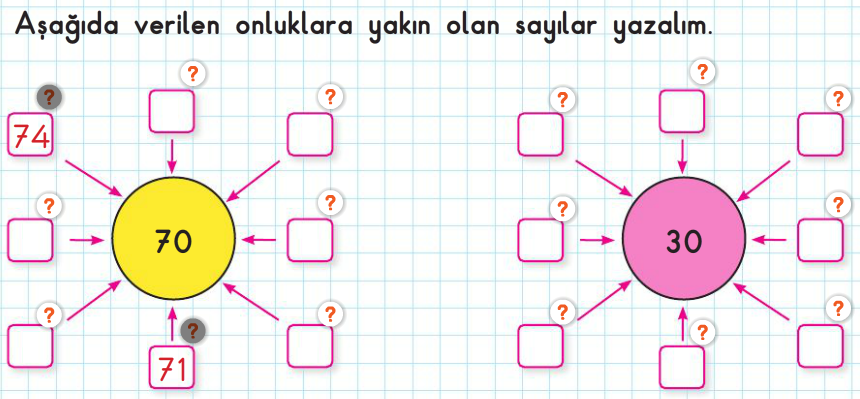 Aşağıda verilen onluklara yakın olan sayılar yazalım.
? ? ? ? ? ?
74
? ? ? ?
70 30
? ? ? ?
? ?
71